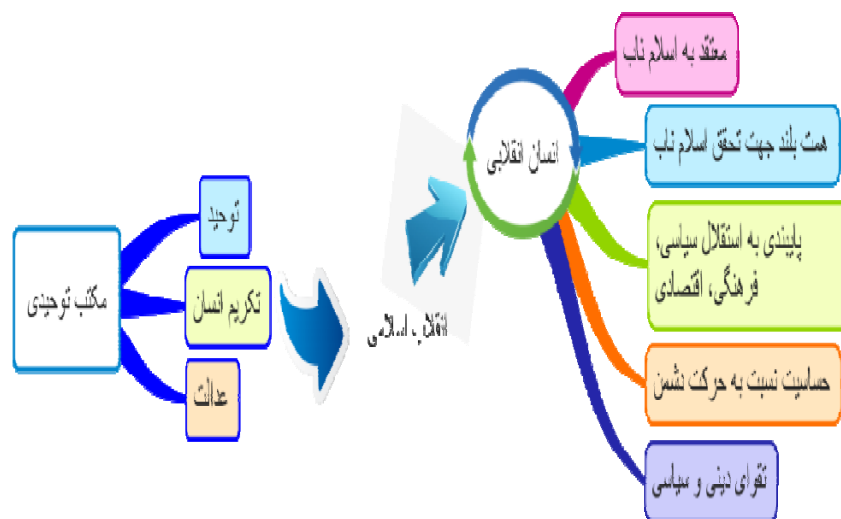 مکتب توحیدی
توحید
تکریم انسان
عدالت
انقلاب اسلامی
انسان انقلابی
معتقد به اسلام ناب
همت بلند جهت تحقق اسلام ناب
پایبندی به استقلال سیاسی،
فرهنگی، اقتصادی
حساسیت نسبت به حرکت دشمن
تقوای دینی و سیاسی